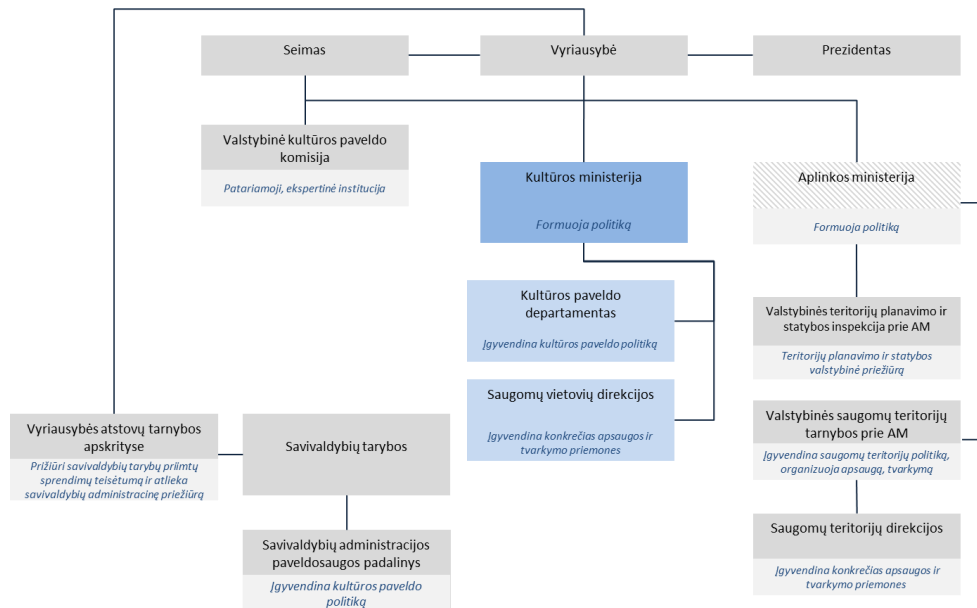 Seimas
Vyriausybė
Prezidentas
Valstybinė kultūros paveldo
komisija
Patariamoji, ekspertinė institucija
Kultūros ministerija
Formuoja politiką
Aplinkos ministerija
Formuoja politiką
Kultūros paveldo
departamentas
Įgyvendina kultūros paveldo politiką
Valstybinės teritorijų planavimo ir
statybos inspekcija prie AM
Teritorijų planavimo ir statybos
valstybinė priežiūrą
Saugomų vietovių direkcijos
Įgyvendina konkrečias apsaugos ir
tvarkymo priemones
Vyriausybės atstovų tarnybos
apskrityse
Prižiūri savivaldybių tarybų priimtų
sprendimų teisėtumą ir atlieka
savivaldybių administracinę priežiūrą
Savivaldybių tarybos
Valstybinės saugomų teritorijų
tarnybos prie AM
Įgyvendina saugomų teritorijų politiką,
organizuoja apsaugą, tvarkymą
Savivaldybių administracijos
paveldosaugos padalinys
Įgyvendina kultūros paveldo
politiką
Saugomų teritorijų direkcijos
Įgyvendina konkrečias apsaugos ir
tvarkymo priemones